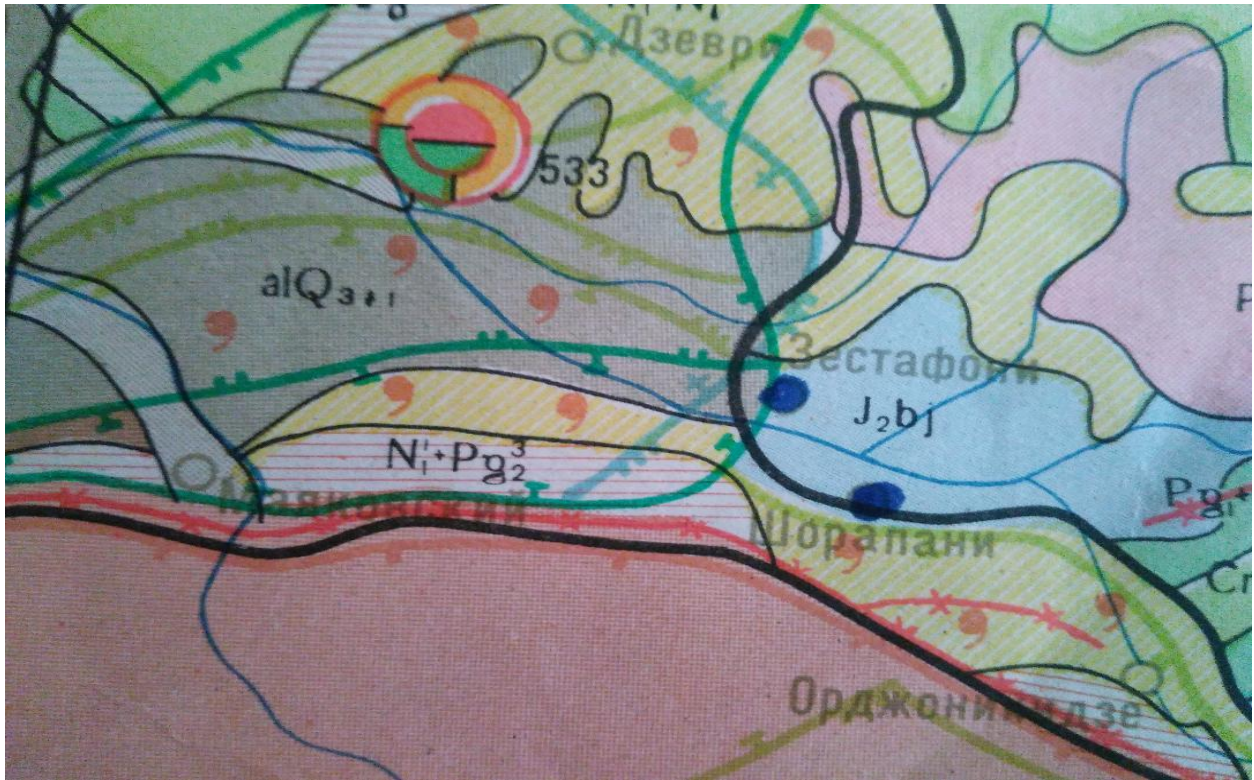 Дзеври
533
alQ₃₊₁
Зестафони
J₂bj
N₁¹+Pg₂³
Маяковский
Шорапани
Орджоникидзе